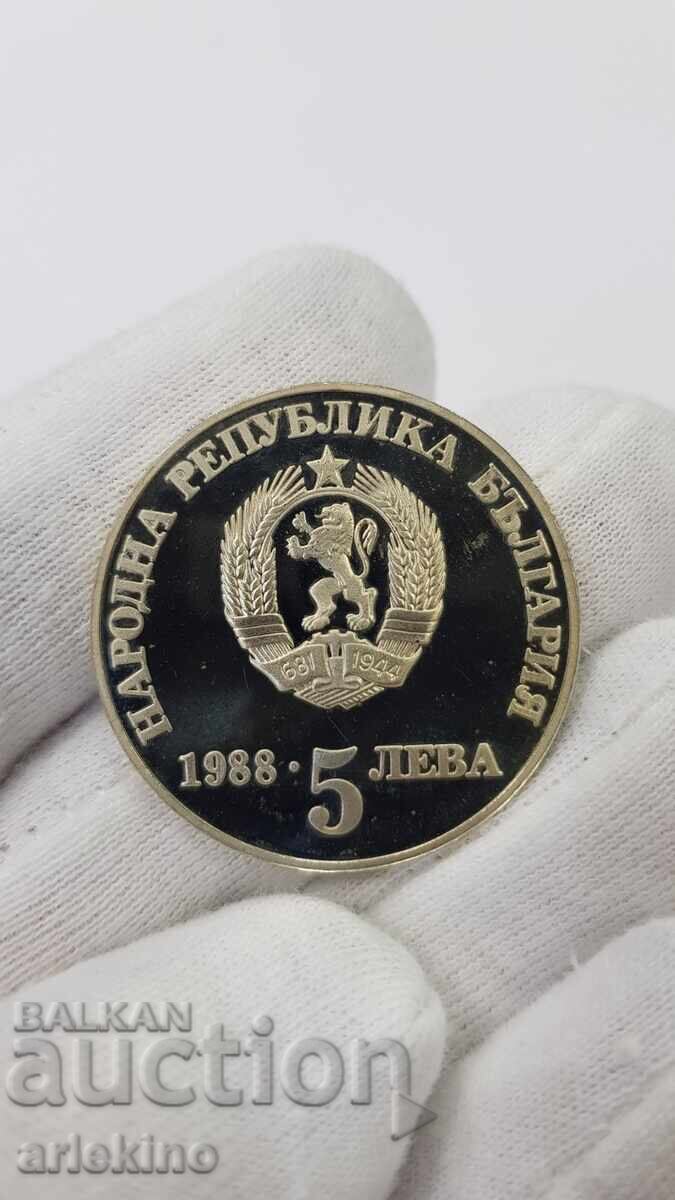 НАРОДНА РЕПУБЛИКА БЪЛГАРИЯ
681 1944
1988 · 5 ЛЕВА
BALKAN
auction
arlekino